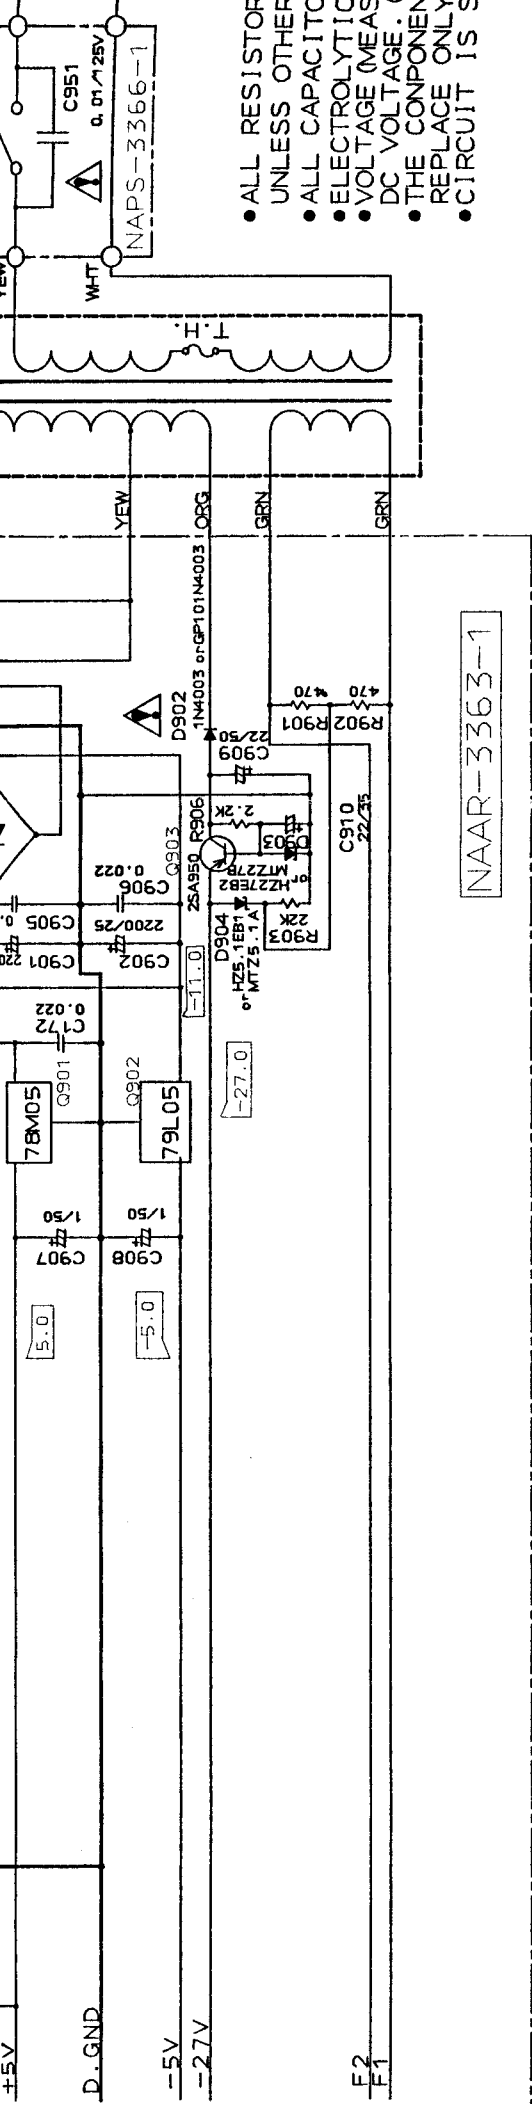 C951
0.01/125V
NAPS-3366-1
● ALL RESISTOR
UNLESS OTHER
● ALL CAPACITO
● ELECTROLYTIC
● VOLTAGE (MEAS
DC VOLTAGE. (
● THE CONPONEN
REPLACE ONLY
● CIRCUIT IS S
YEW
WHT
T.H.
YEW
ORG
GRN
GRN
1N4003 or GP101N4003
D902
22/50
C909
470
R901
470
R902
NAAR-3363-1
2.2K
R906
Q903
2SA950
D903
MTZ27B
or
HZ27EB2
C910
22/35
0.022
C906
C905
2200/25
C902
C901
D904
HZ5.1EB1
or MTZ5.1A
22K
R903
-11.0
-27.0
0.022
C172
Q901
78M05
Q902
79L05
1/50
C907
1/50
C908
5.0
-5.0
+5V
D.GND
-5V
-27V
F2
F1